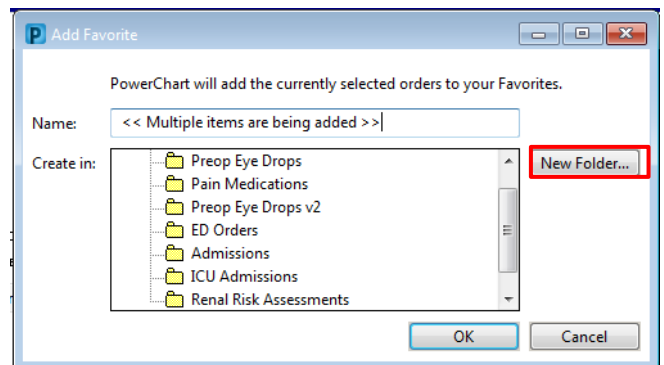 Add Favorite
PowerChart will add the currently selected orders to your Favorites.
Name: << Multiple items are being added >>
Create in:
Preop Eye Drops
New Folder...
Pain Medications
Preop Eye Drops v2
ED Orders
Admissions
ICU Admissions
Renal Risk Assessments
OK Cancel